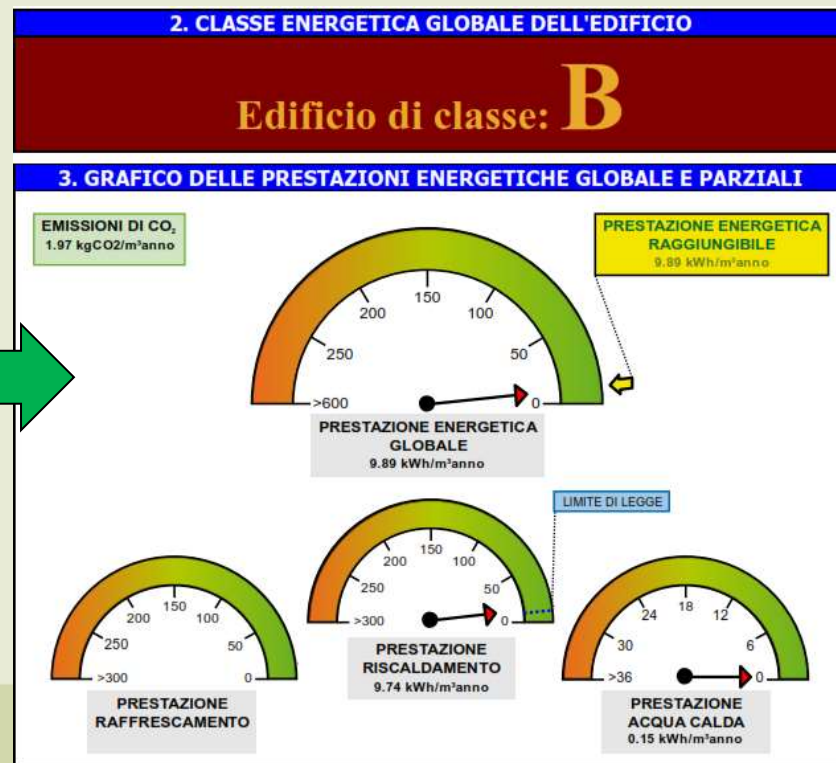 2. CLASSE ENERGETICA GLOBALE DELL'EDIFICIO
Edificio di classe: B
3. GRAFICO DELLE PRESTAZIONI ENERGETICHE GLOBALE E PARZIALI
EMISSIONI DI CO₂
1.97 kgCO2/m³anno
PRESTAZIONE ENERGETICA
RAGGIUNGIBILE
9.89 kWh/m³anno
>600 250 200 150 100 50 0
PRESTAZIONE ENERGETICA
GLOBALE
9.89 kWh/m³anno
LIMITE DI LEGGE
>300 250 200 150 100 50 0
PRESTAZIONE
RAFFRESCAMENTO
>300 250 200 150 100 50 0
PRESTAZIONE
RISCALDAMENTO
9.74 kWh/m³anno
>36 30 24 18 12 6 0
PRESTAZIONE
ACQUA CALDA
0.15 kWh/m³anno